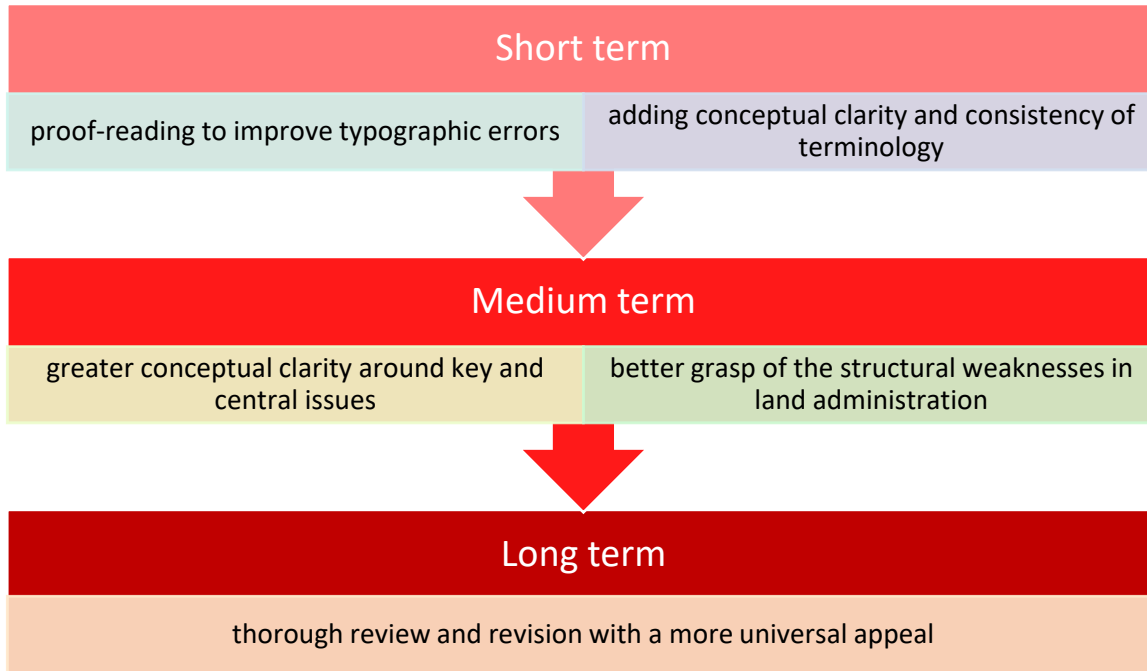 Short term
proof-reading to improve typographic errors
adding conceptual clarity and consistency of
terminology
Medium term
greater conceptual clarity around key and
central issues
better grasp of the structural weaknesses in
land administration
Long term
thorough review and revision with a more universal appeal